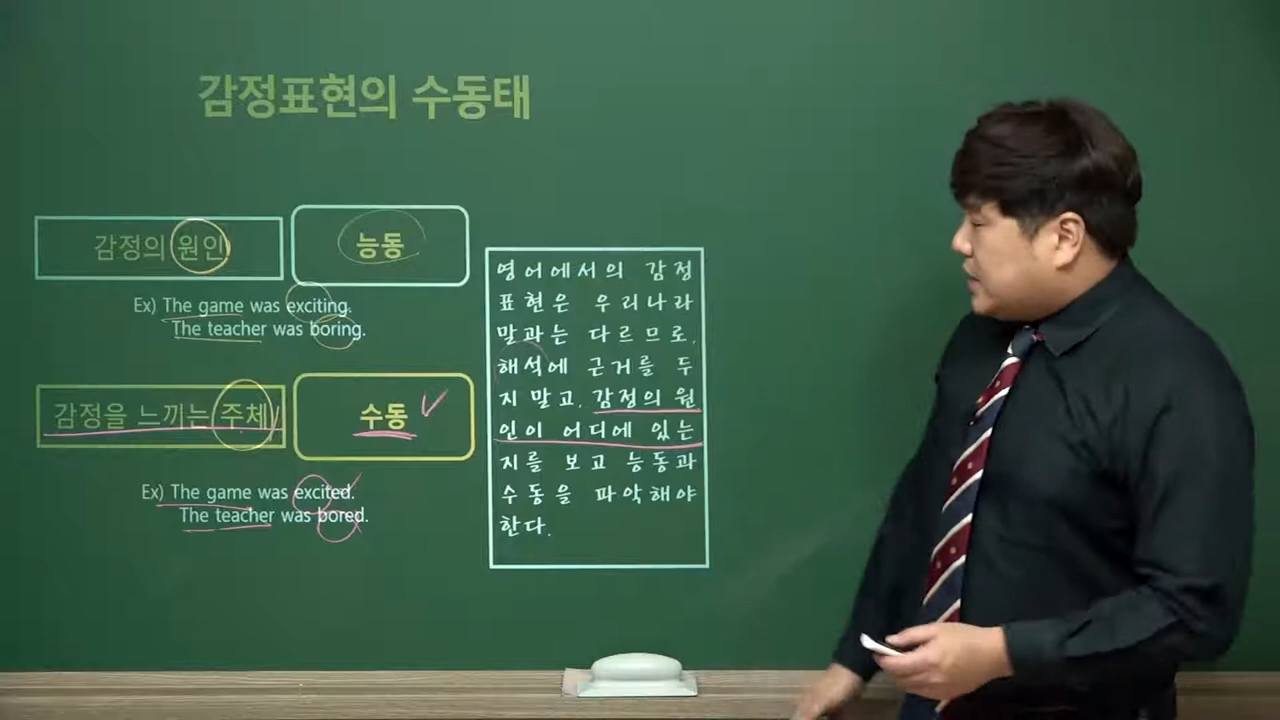 감정표현의 수동태
감정의 원인
능동
Ex) The game was exciting.
The teacher was boring.
감정을 느끼는 주체
수동
Ex) The game was excited.
The teacher was bored.
영어에서의 감정
표현은 우리나라
말과는 다르므로,
해석에 근거를 두
지 말고, 감정의 원
인이 어디에 있는
지를 보고 능동과
수동을 파악해야
한다.